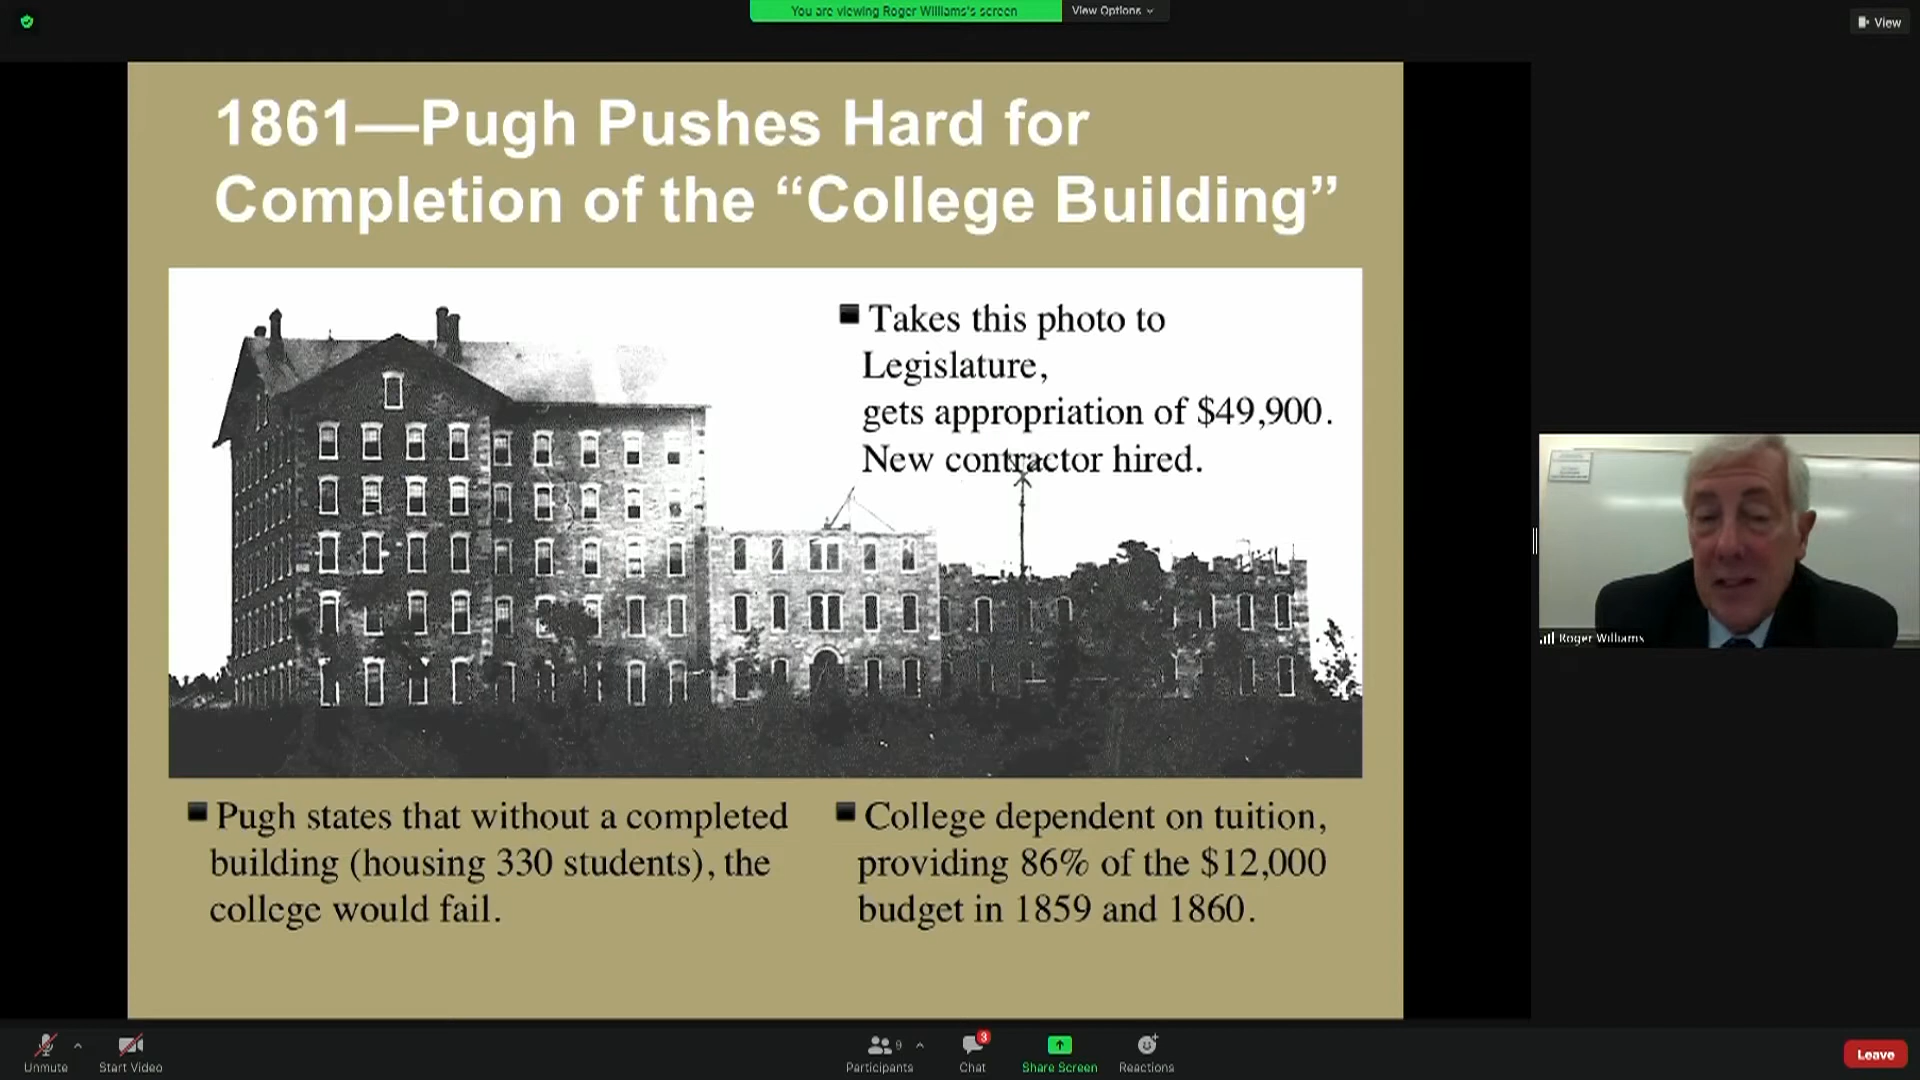 You are viewing Roger Williams's screen
View Options
View
1861—Pugh Pushes Hard for
Completion of the “College Building”
Takes this photo to
Legislature,
gets appropriation of $49,900.
New contractor hired.
Pugh states that without a completed
building (housing 330 students), the
college would fail.
College dependent on tuition,
providing 86% of the $12,000
budget in 1859 and 1860.
Roger Williams
Unmute
Start Video
9
Participants
3
Chat
Share Screen
Reactions
Leave